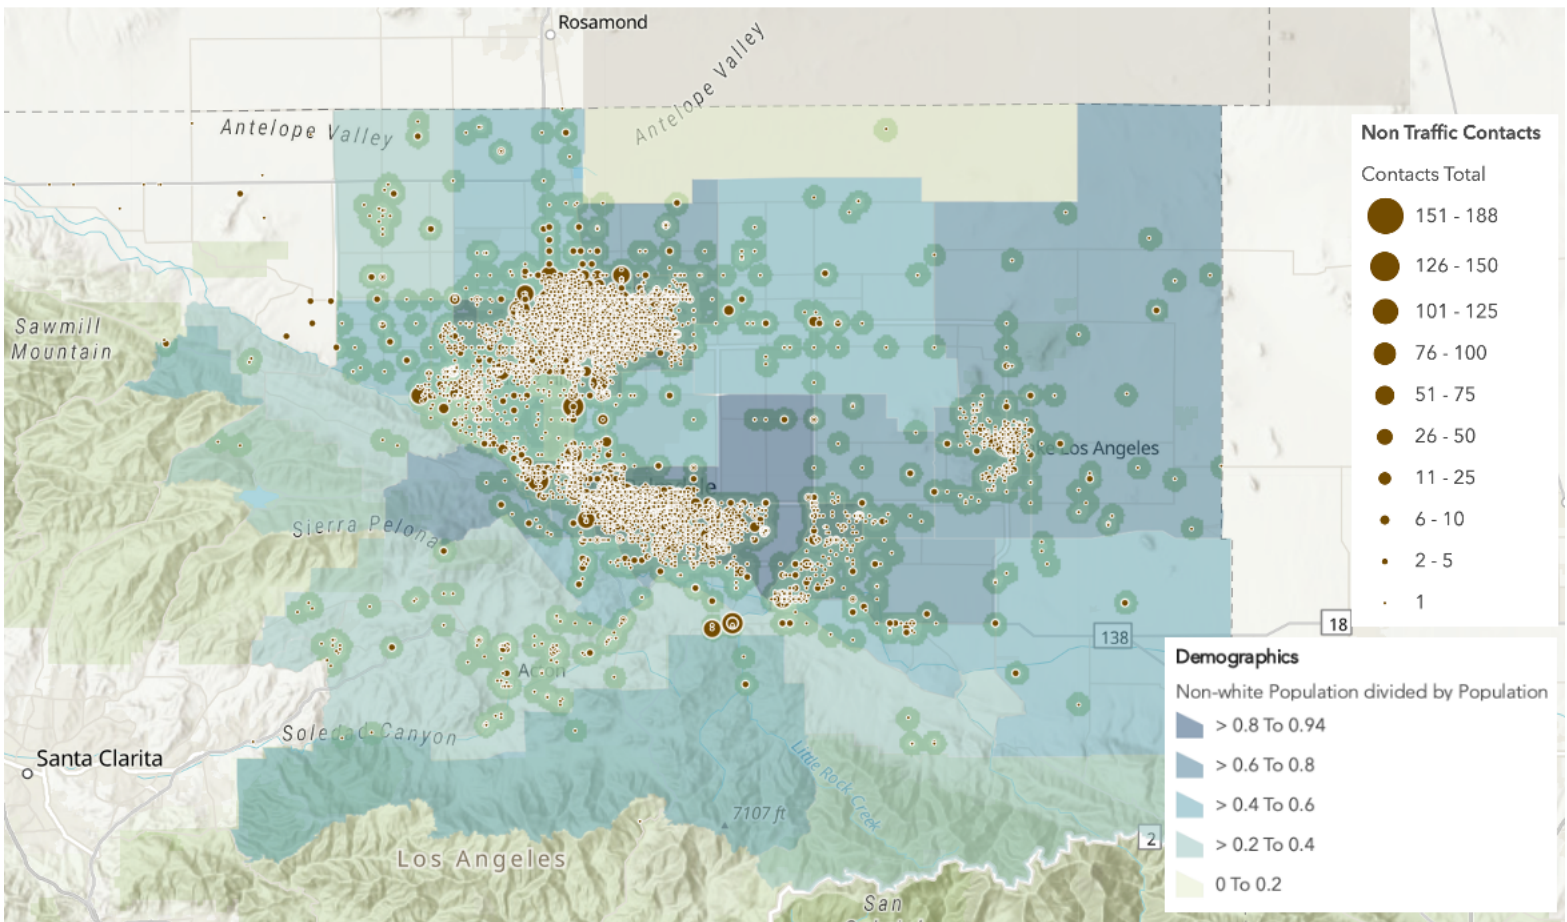 Rosamond
Antelope Valley
Antelope Valley
Non Traffic Contacts
Contacts Total
151 - 188
126 - 150
101 - 125
76 - 100
51 - 75
26 - 50
11 - 25
6 - 10
2 - 5
1
Sawmill
Mountain
Los Angeles
Sierra Pelona
18
138
Demographics
Non-white Population divided by Population
> 0.8 To 0.94
> 0.6 To 0.8
> 0.4 To 0.6
> 0.2 To 0.4
0 To 0.2
Acton
Soledad Canyon
Santa Clarita
Little Rock Creek
7107 ft
2
Los Angeles
San